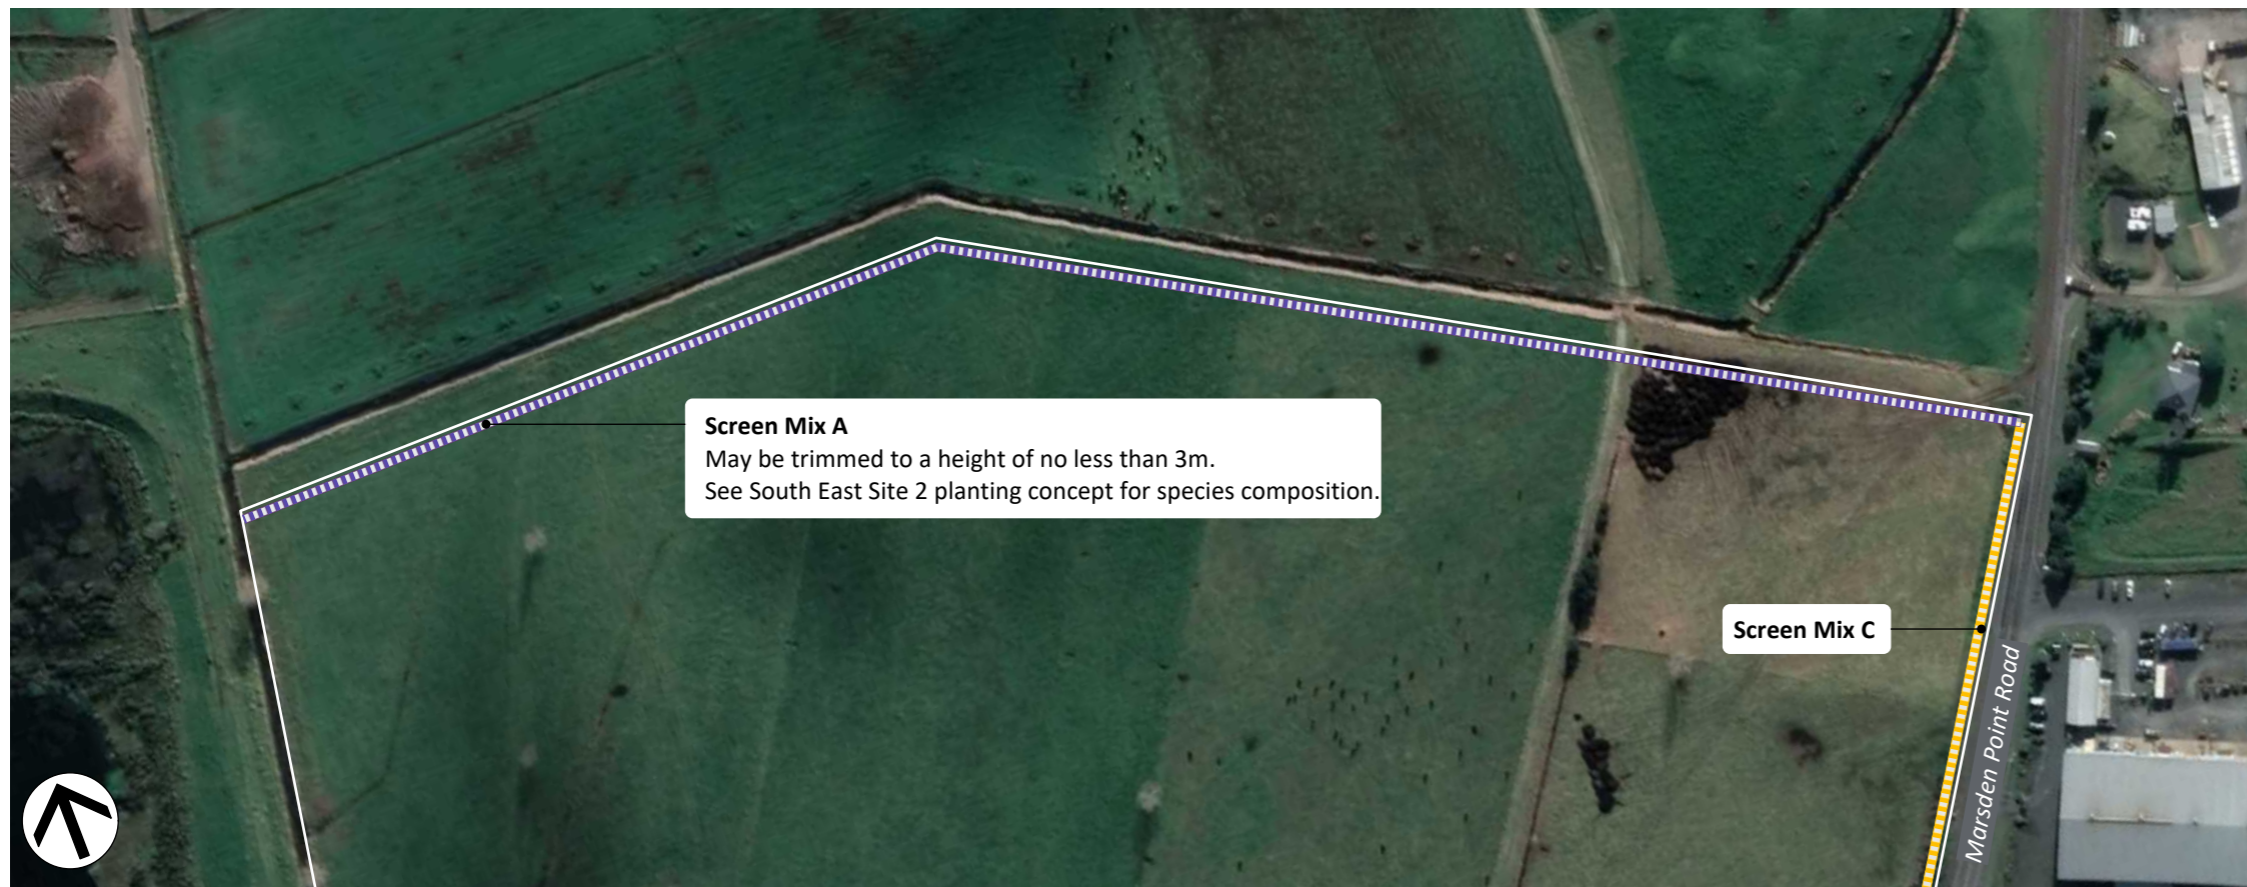 Screen Mix A
May be trimmed to a height of no less than 3m.
See South East Site 2 planting concept for species composition.
Screen Mix C
Marsden Point Road